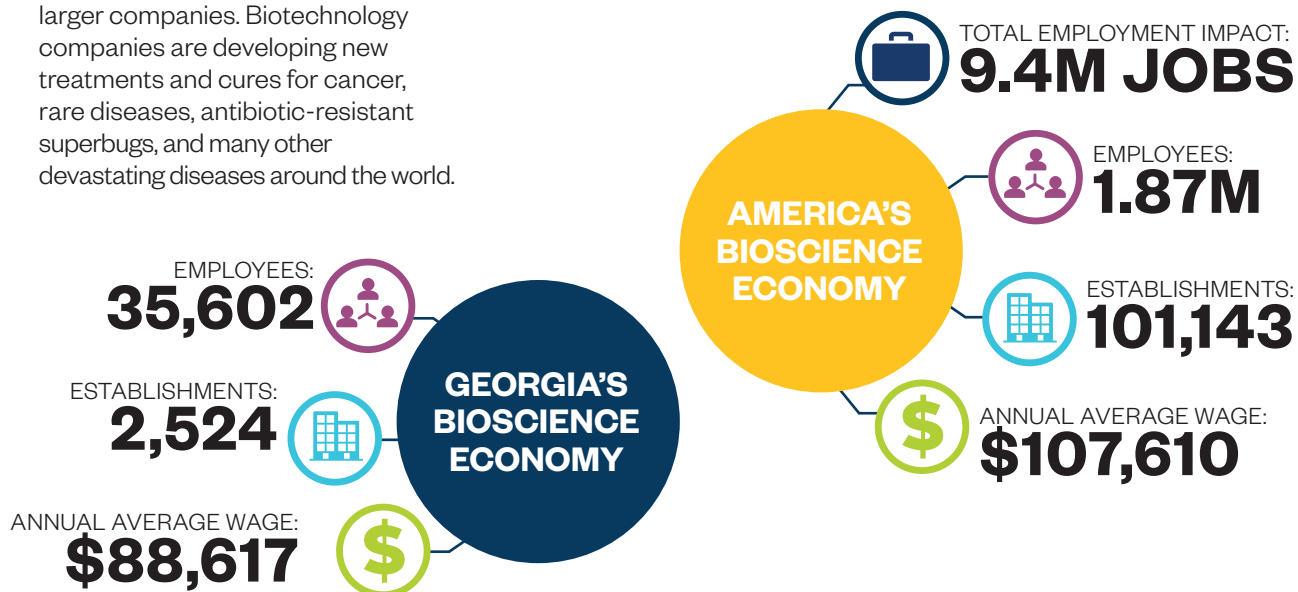 larger companies. Biotechnology
companies are developing new
treatments and cures for cancer,
rare diseases, antibiotic-resistant
superbugs, and many other
devastating diseases around the world.
TOTAL EMPLOYMENT IMPACT:
9.4M JOBS
EMPLOYEES:
1.87M
AMERICA'S
BIOSCIENCE
ECONOMY
ESTABLISHMENTS:
101,143
ANNUAL AVERAGE WAGE:
$107,610
EMPLOYEES:
35,602
ESTABLISHMENTS:
2,524
GEORGIA'S
BIOSCIENCE
ECONOMY
ANNUAL AVERAGE WAGE:
$88,617